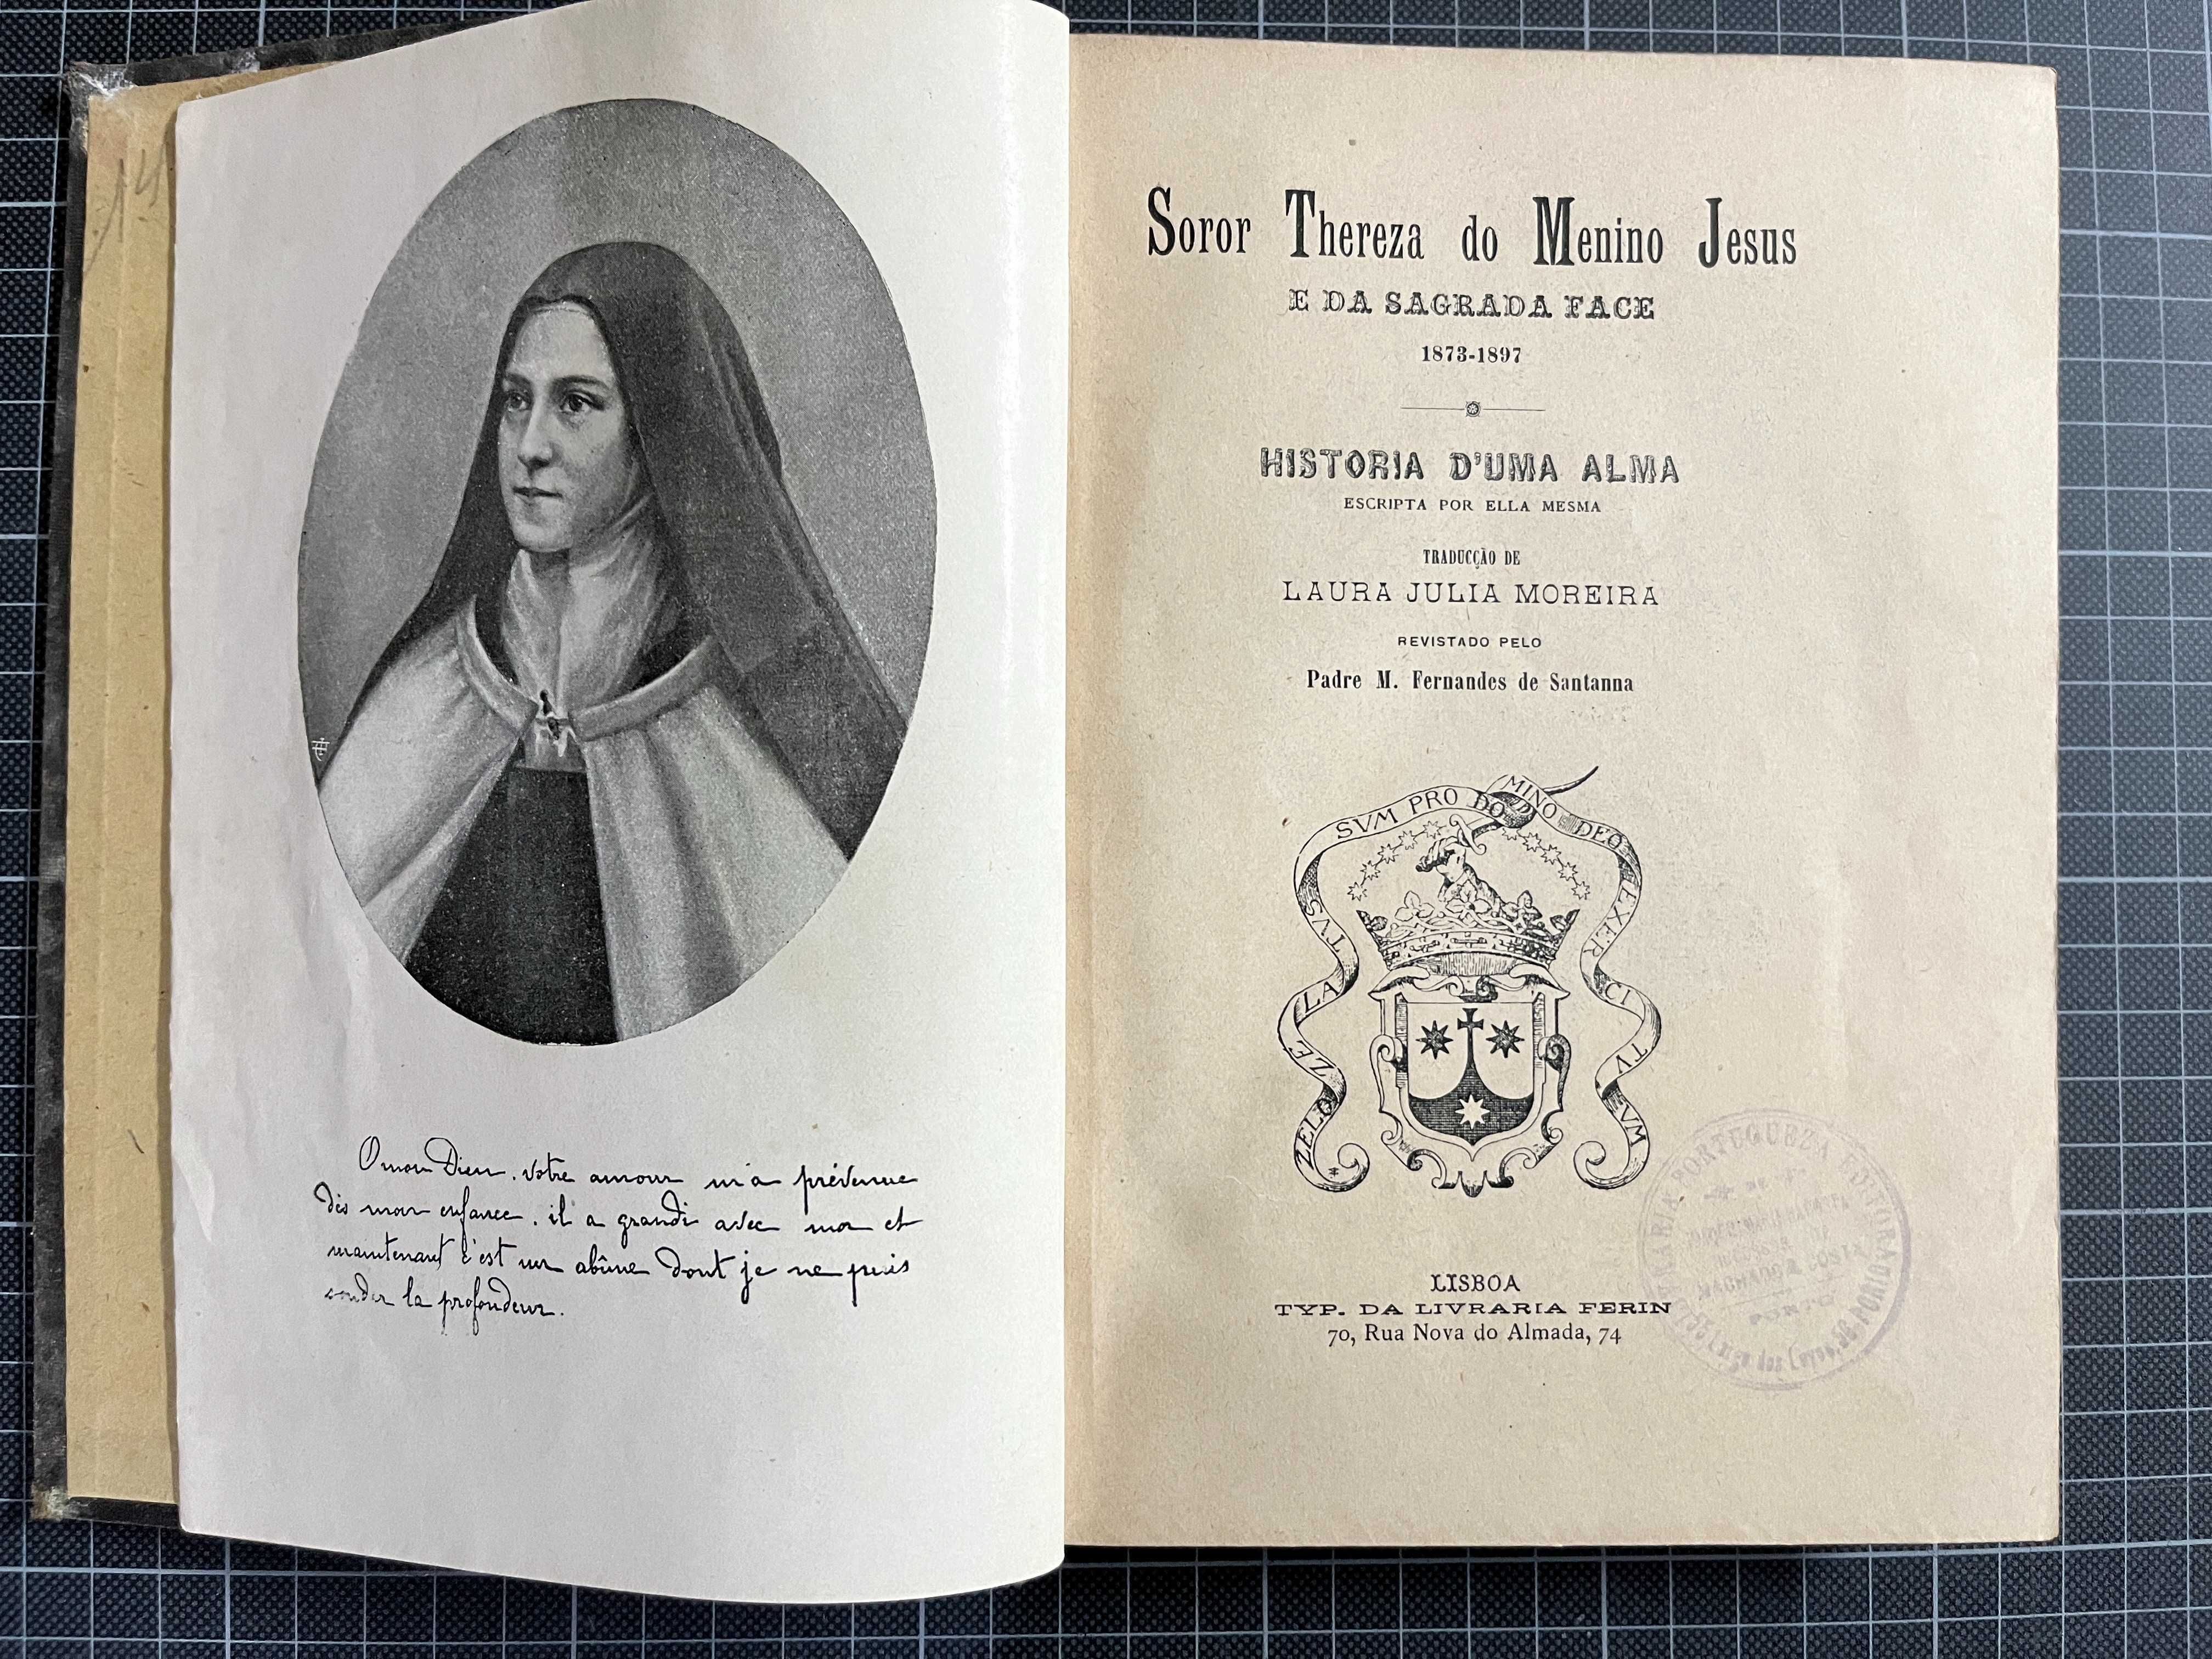 O mon Dieu, votre amour m'a prévenue
dès mon enfance, il a grandi avec moi et
maintenant c'est un abîme dont je ne puis
sonder la profondeur.
Soror Thereza do Menino Jesus
E DA SAGRADA FACE
1873-1897
HISTORIA D'UMA ALMA
ESCRIPTA POR ELLA MESMA
TRADUCÇÃO DE
LAURA JULIA MOREIRA
REVISTADO PELO
Padre M. Fernandes de Santanna
ZELO ZELATVS SVM PRO DOMINO DEO EXERCITVVM
LISBOA
TYP. DA LIVRARIA FERIN
70, Rua Nova do Almada, 74
PORTUGUEZA EDITORA
MACHADO & COSTA
PORTO